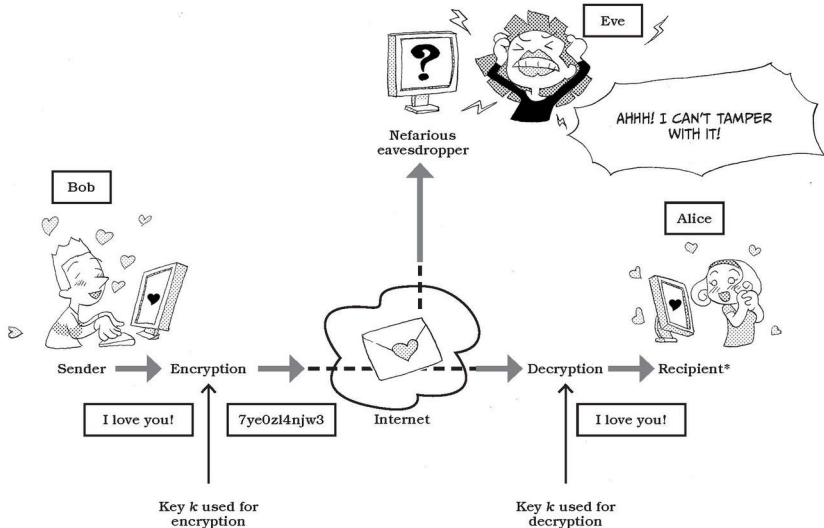 Eve
AHHH! I CAN'T TAMPER
WITH IT!
Nefarious
eavesdropper
Bob
Alice
Sender
Encryption
Decryption
Recipient*
I love you!
7ye0zl4njw3
Internet
I love you!
Key k used for
encryption
Key k used for
decryption